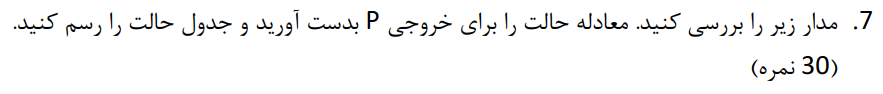 7. مدار زیر را بررسی کنید. معادله حالت را برای خروجی P بدست آورید و جدول حالت را رسم کنید.
(30 نمره)